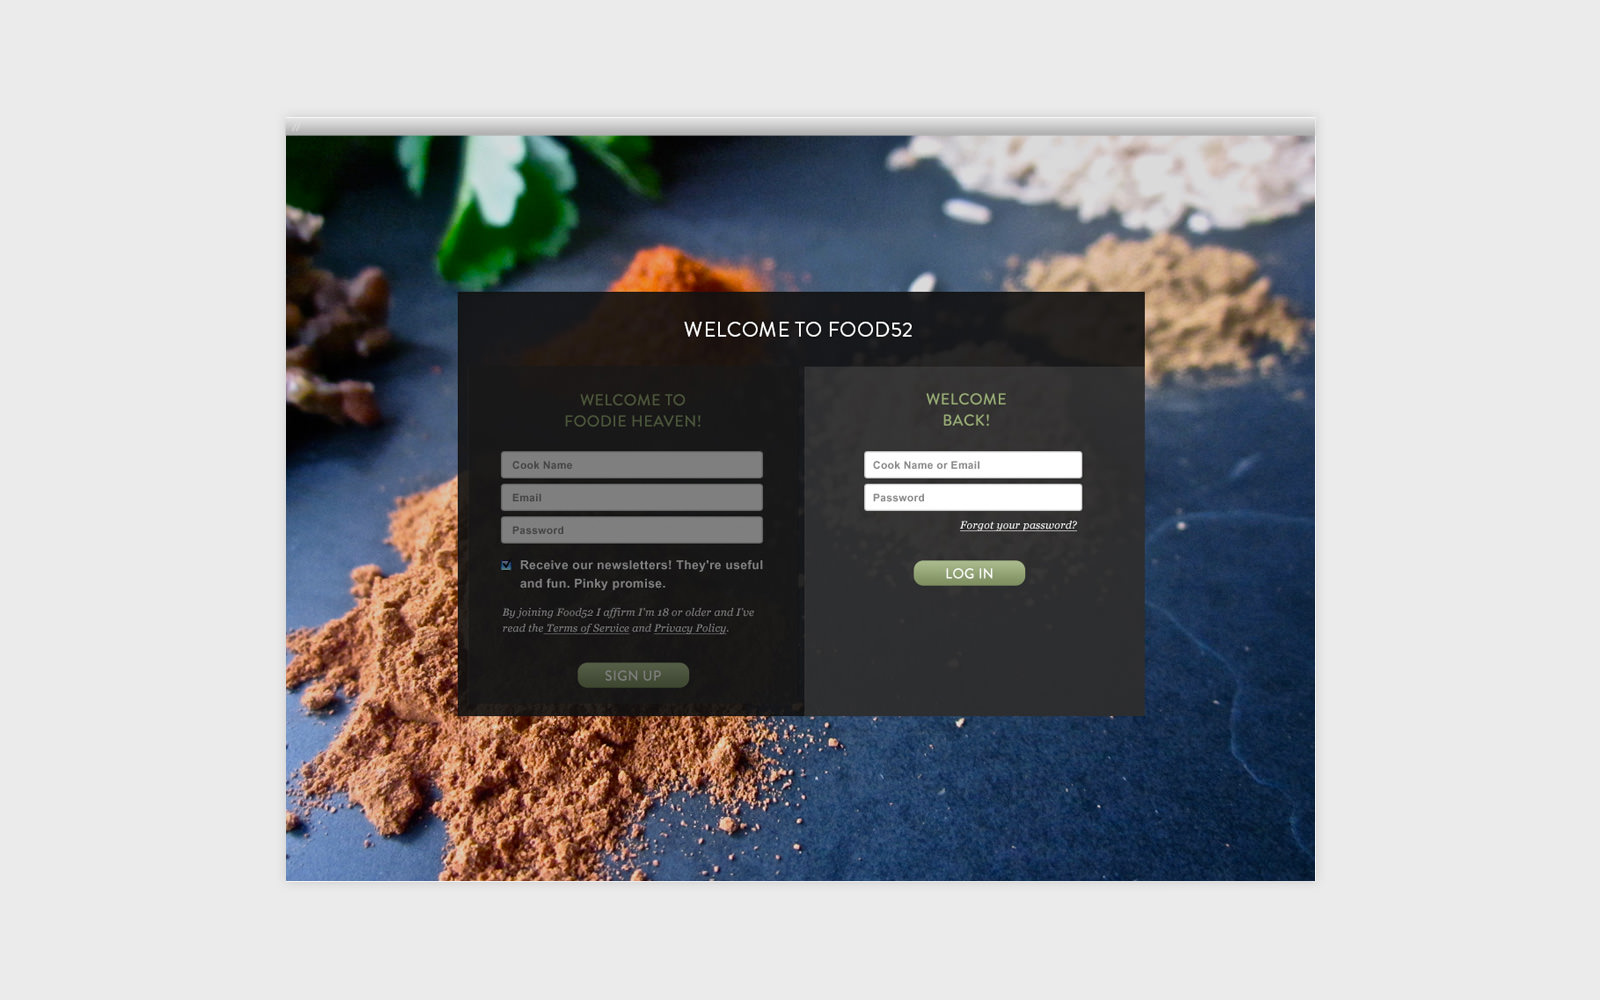 WELCOME TO FOOD52
WELCOME TO
FOODIE HEAVEN!
Cook Name
Email
Password
Receive our newsletters! They're useful
and fun. Pinky promise.
By joining Food52 I affirm I'm 18 or older and I've
read the Terms of Service and Privacy Policy.
SIGN UP
WELCOME
BACK!
Cook Name or Email
Password
Forgot your password?
LOG IN